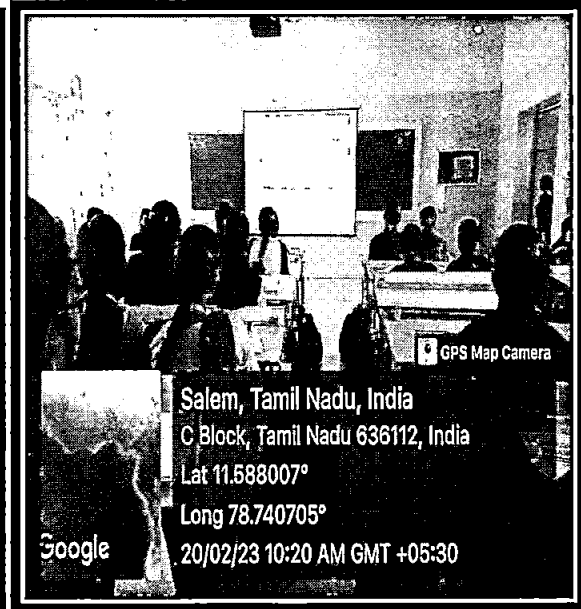 GPS Map Camera
Salem, Tamil Nadu, India
C Block, Tamil Nadu 636112, India
Lat 11.588007°
Long 78.740705°
Google
20/02/23 10:20 AM GMT +05:30